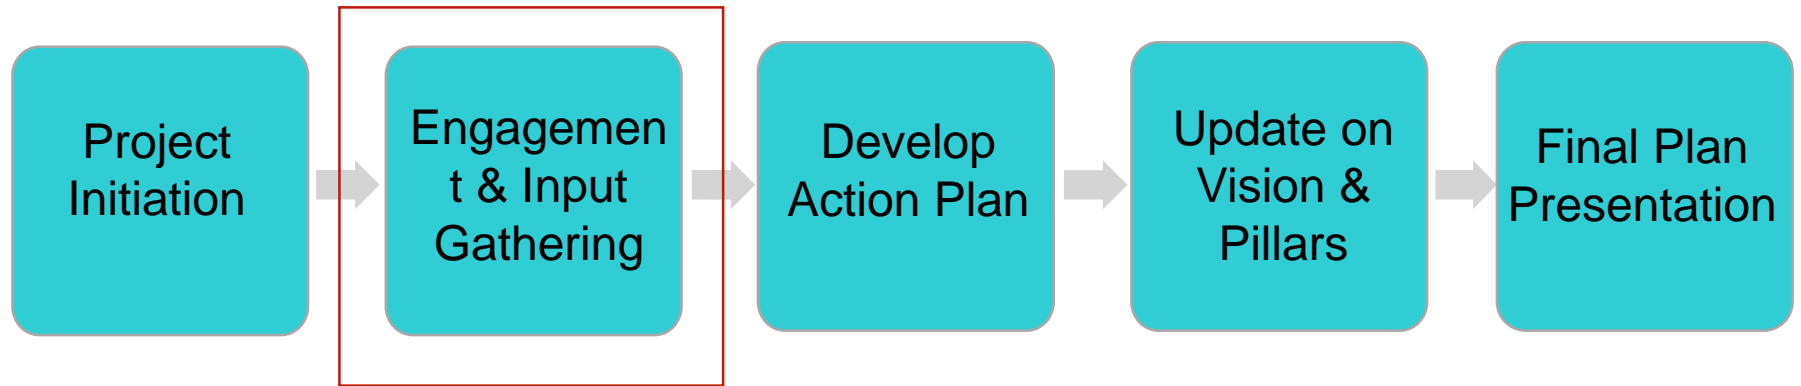 Project
Initiation
Engagemen
t & Input
Gathering
Develop
Action Plan
Update on
Vision &
Pillars
Final Plan
Presentation